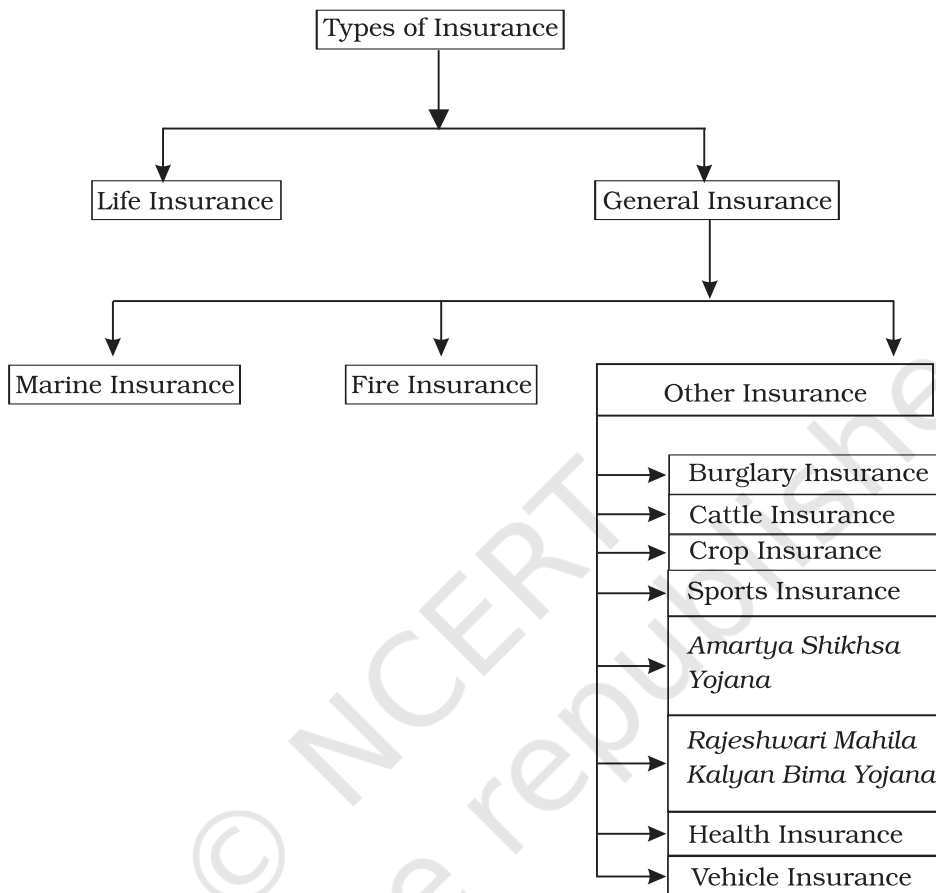 Types of Insurance
Life Insurance
General Insurance
Marine Insurance
Fire Insurance
Other Insurance
Burglary Insurance
Cattle Insurance
Crop Insurance
Sports Insurance
Amartya Shikhsa
Yojana
Rajeshwari Mahila
Kalyan Bima Yojana
Health Insurance
Vehicle Insurance
© NCERT
e republishe